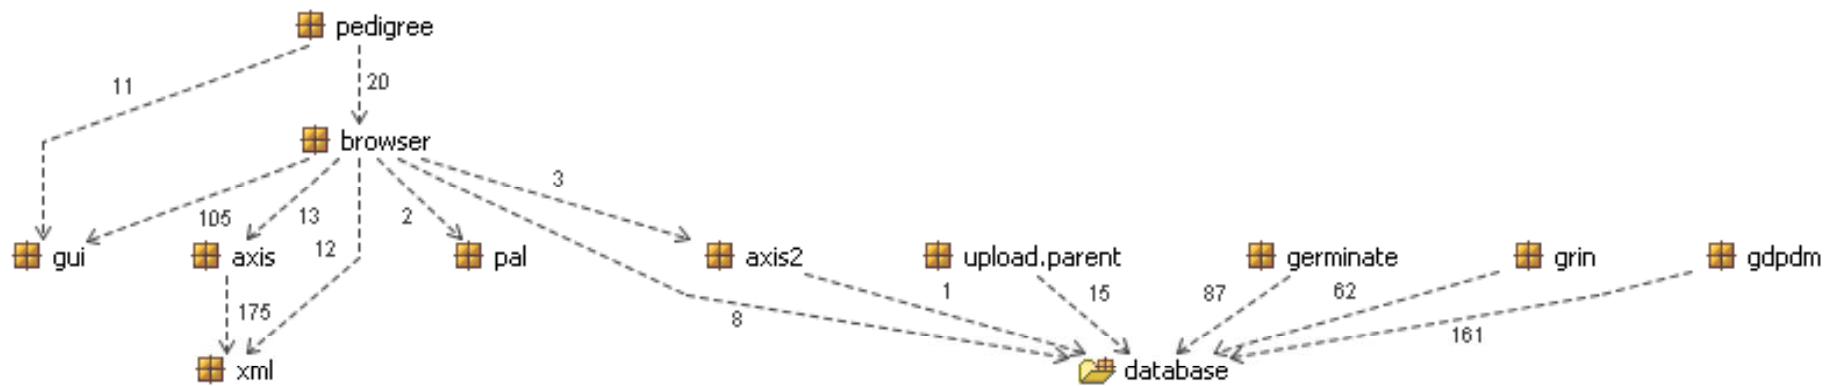 pedigree
11
20
browser
3
105
13
12
2
gui
axis
pal
axis2
upload.parent
germinate
grin
gdpdm
175
8
1
15
87
62
161
xml
database